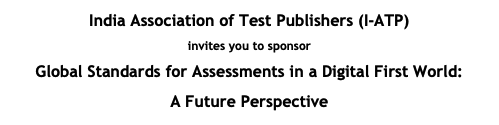 India Association of Test Publishers (I-ATP)
invites you to sponsor
Global Standards for Assessments in a Digital First World:
A Future Perspective